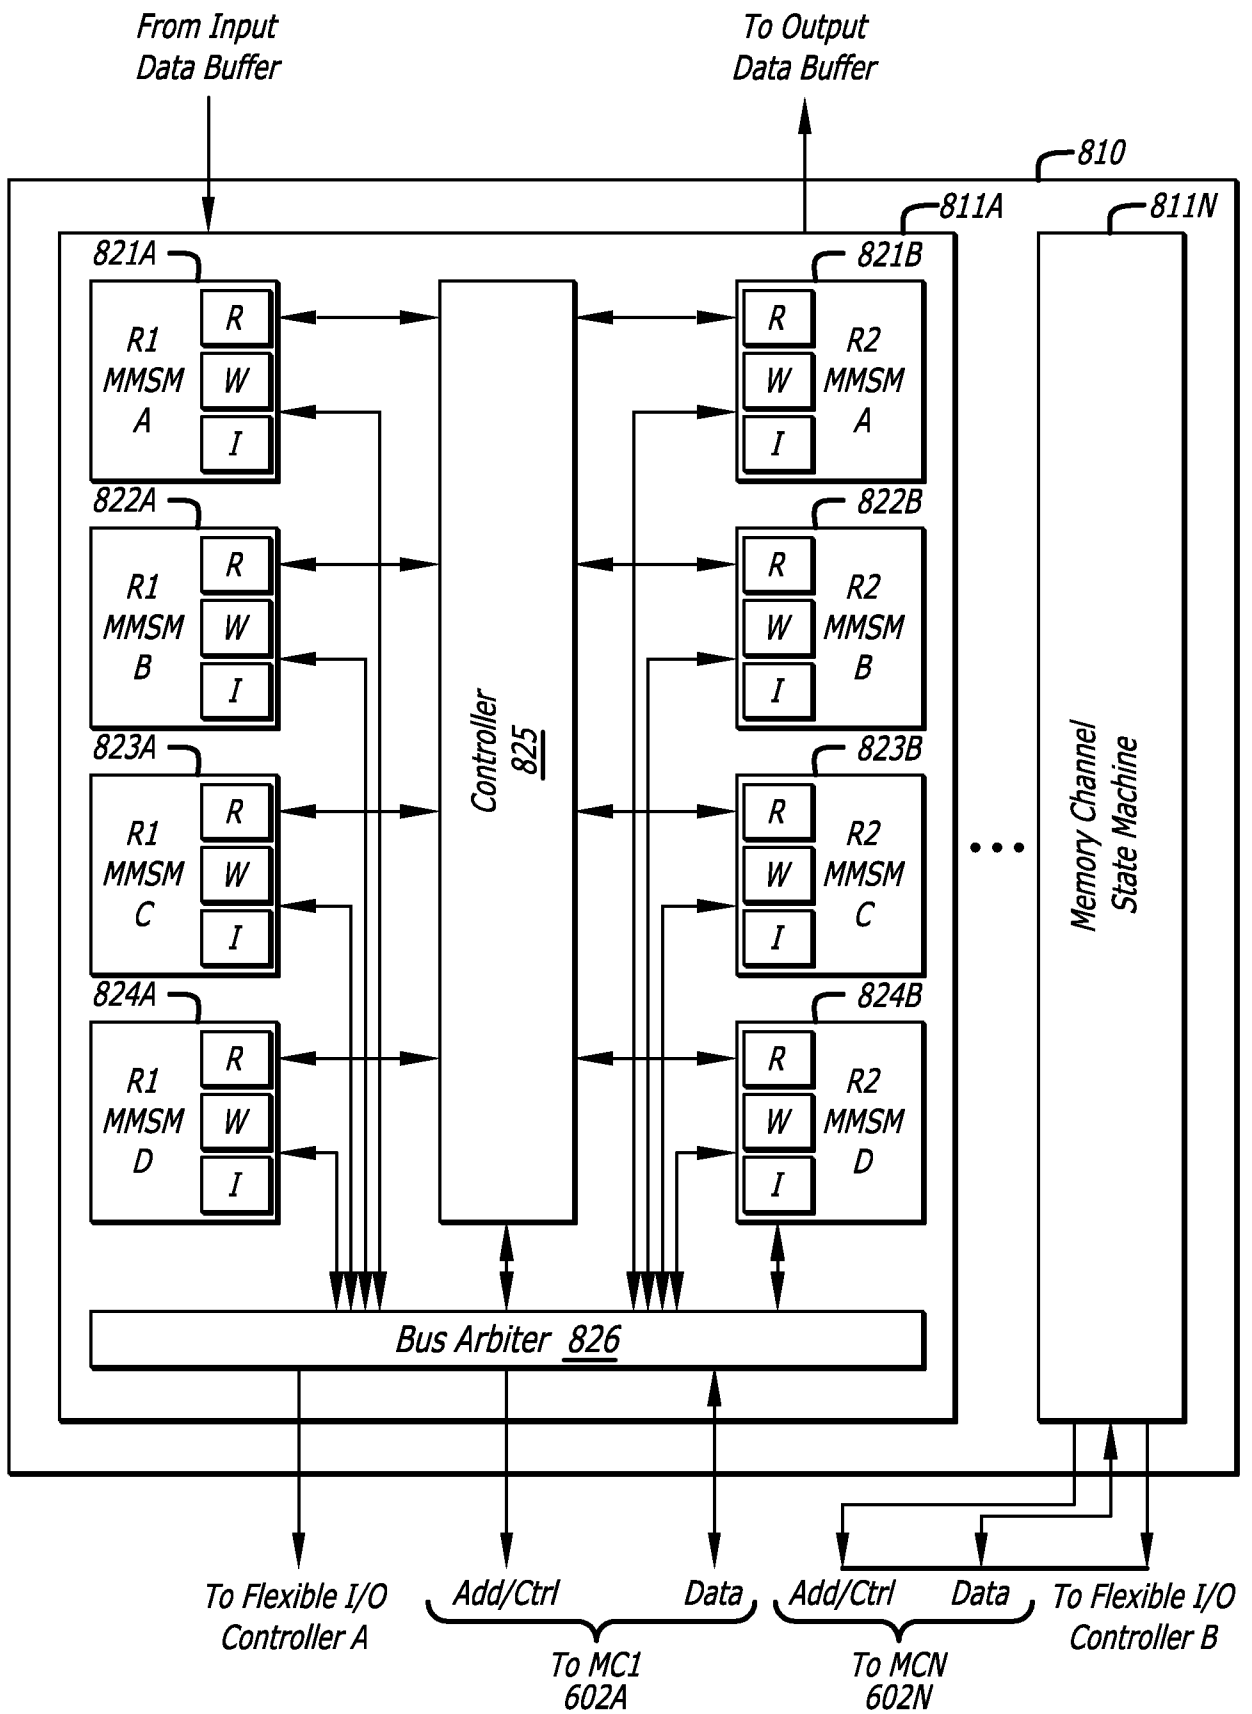 From Input
Data Buffer
To Output
Data Buffer
810
811A
811N
821A
R1
MMSM
A
R
W
I
821B
R
W
I
R2
MMSM
A
822A
R1
MMSM
B
R
W
I
822B
R
W
I
R2
MMSM
B
823A
R1
MMSM
C
R
W
I
823B
R
W
I
R2
MMSM
C
824A
R1
MMSM
D
R
W
I
824B
R
W
I
R2
MMSM
D
Controller
825
Memory Channel
State Machine
Bus Arbiter 826
To Flexible I/O
Controller A
Add/Ctrl
Data
To MC1
602A
Add/Ctrl
Data
To MCN
602N
To Flexible I/O
Controller B